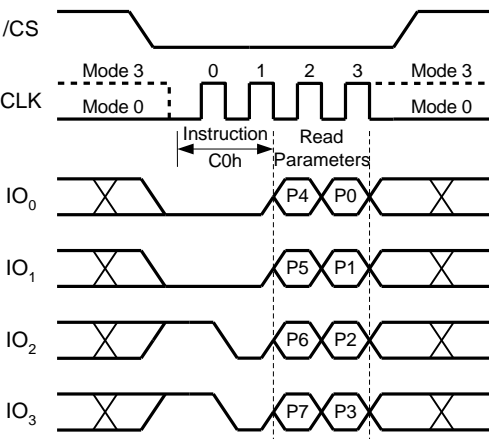 /CS
Mode 3 0 1 2 3 Mode 3
CLK
Mode 0 Mode 0
Instruction Read
C0h Parameters
IO0 P4 P0
IO1 P5 P1
IO2 P6 P2
IO3 P7 P3